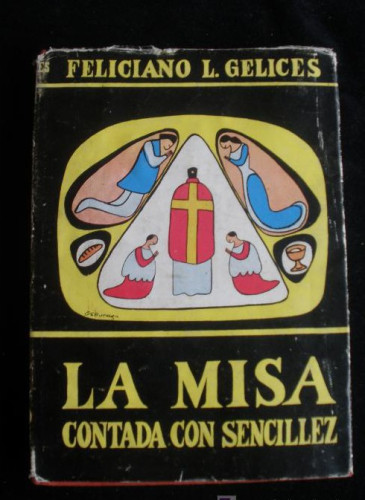 FELICIANO L. GELICES
LA MISA
CONTADA CON SENCILLEZ